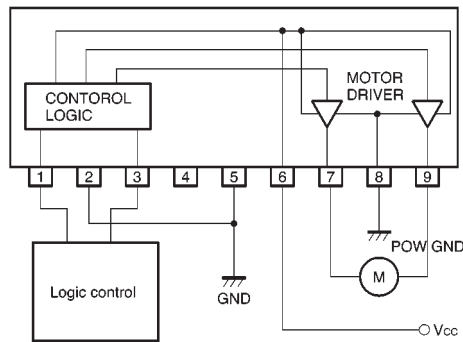 MOTOR
DRIVER
CONTOROL
LOGIC
1 2 3 4 5 6 7 8 9
POW GND
Logic control
GND
M
Vcc